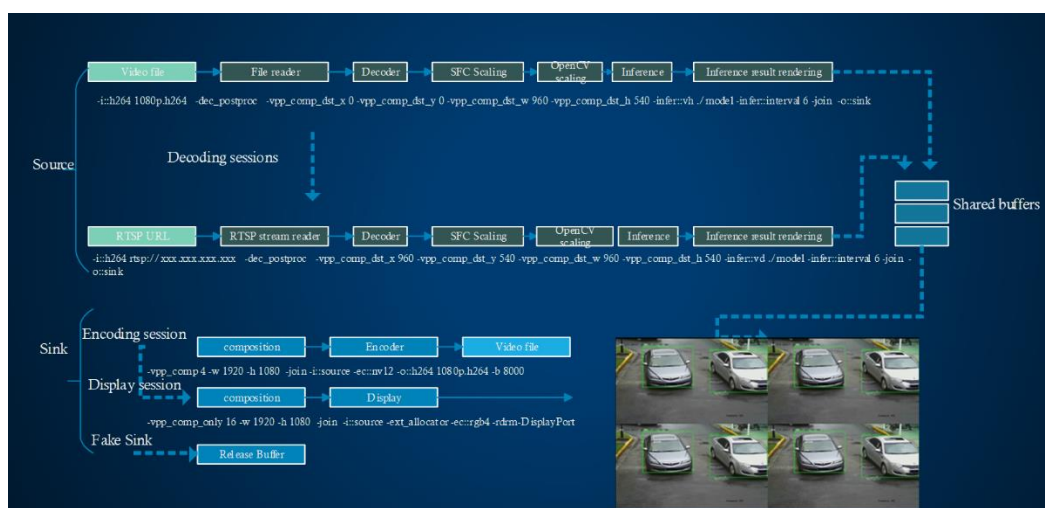 Video file
File reader
Decoder
SFC Scaling
OpenCV
scaling
Inference
Inference result rendering
-i::h264 1080p.h264 -dec_postproc -vpp_comp_dst_x 0 -vpp_comp_dst_y 0 -vpp_comp_dst_w 960 -vpp_comp_dst_h 540 -infer::vh ./model -infer::interval 6 -join -o::sink
Source
Decoding sessions
Shared buffers
RTSP URL
RTSP stream reader
Decoder
SFC Scaling
OpenCV
scaling
Inference
Inference result rendering
-i::h264 rtsp://xxx.xxx.xxx.xxx -dec_postproc -vpp_comp_dst_x 960 -vpp_comp_dst_y 540 -vpp_comp_dst_w 960 -vpp_comp_dst_h 540 -infer::vd ./model -infer::interval 6 -join -
o::sink
Sink
Encoding session
composition
Encoder
Video file
-vpp_comp 4 -w 1920 -h 1080 -join -i::source -ec::nv12 -o::h264 1080p.h264 -b 8000
Display session
composition
Display
-vpp_comp_only 16 -w 1920 -h 1080 -join -i::source -ext_allocator -ec::rgb4 -rdrm-DisplayPort
Fake Sink
Release Buffer